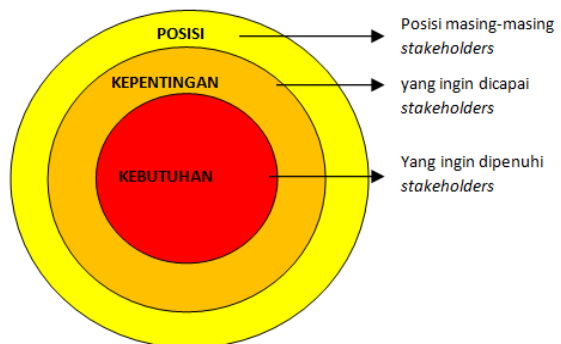 POSISI
Posisi masing-masing
stakeholders
KEPENTINGAN
yang ingin dicapai
stakeholders
KEBUTUHAN
Yang ingin dipenuhi
stakeholders